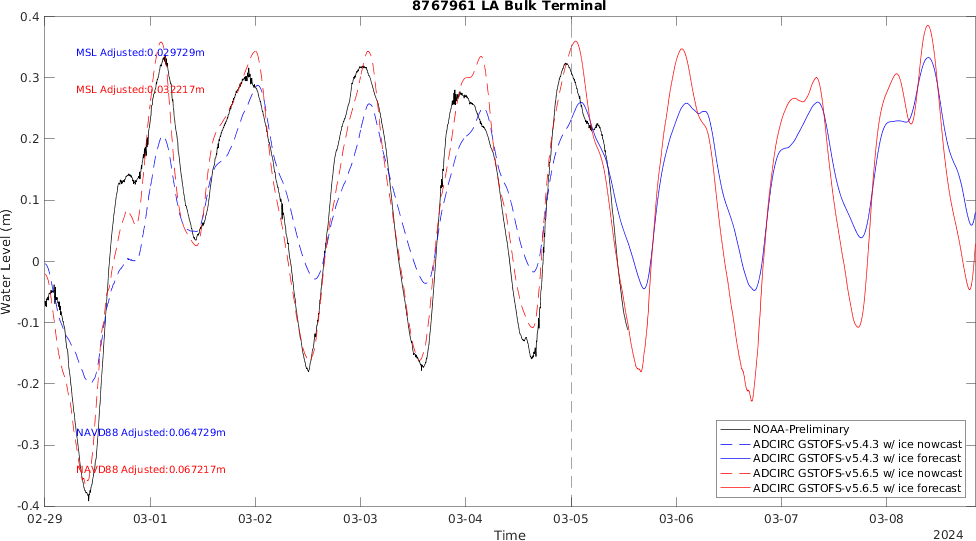 8767961 LA Bulk Terminal
0.4
MSL Adjusted:0.029729m
0.3
MSL Adjusted:0.032217m
0.2
0.1
0
-0.1
-0.2
-0.3
-0.4
Water Level (m)
NAVD88 Adjusted:0.064729m
NAVD88 Adjusted:0.067217m
NOAA-Preliminary
ADCIRC GSTOFS-v5.4.3 w/ ice nowcast
ADCIRC GSTOFS-v5.4.3 w/ ice forecast
ADCIRC GSTOFS-v5.6.5 w/ ice nowcast
ADCIRC GSTOFS-v5.6.5 w/ ice forecast
02-29 03-01 03-02 03-03 03-04 03-05 03-06 03-07 03-08
Time
2024